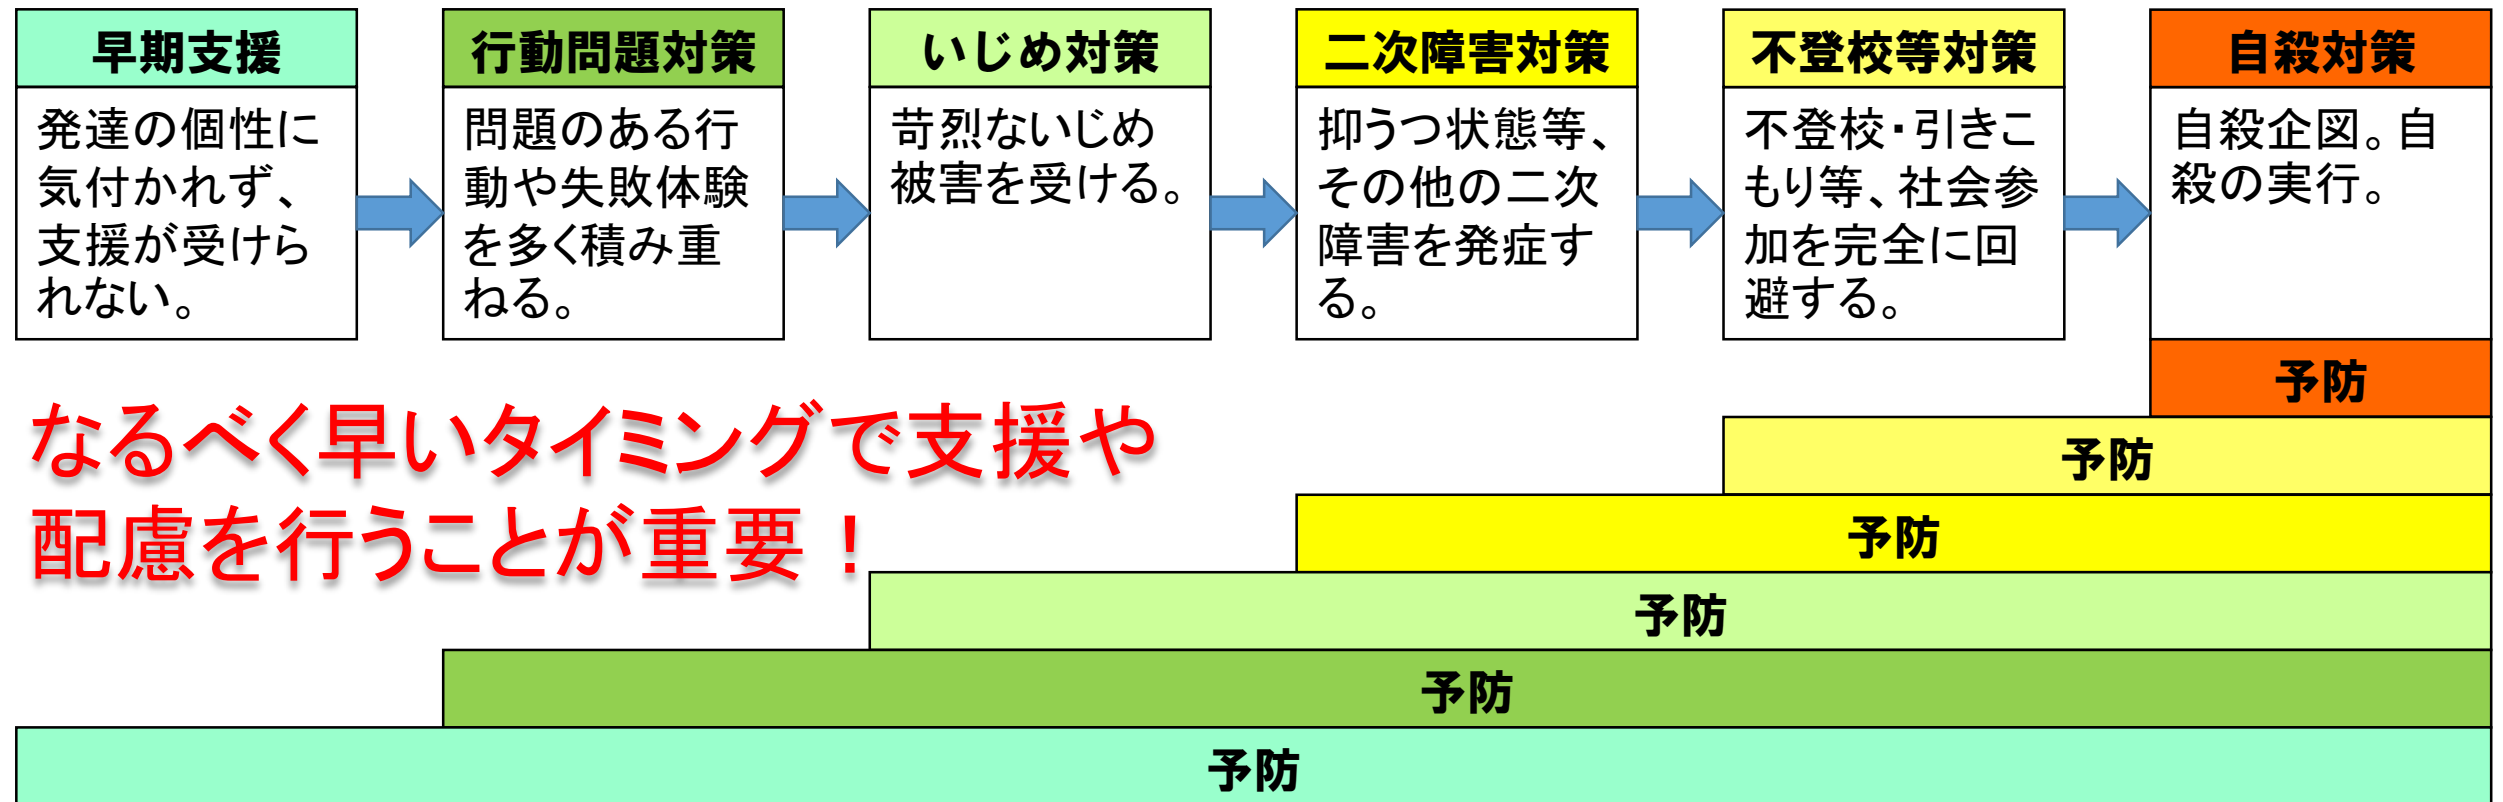 早期支援
発達の個性に
気付かれず、
支援が受けら
れない。
行動問題対策
問題のある行
動や失敗体験
を多く積み重
ねる。
いじめ対策
苛烈ないじめ
被害を受ける。
二次障害対策
抑うつ状態等、
その他の二次
障害を発症す
る。
不登校等対策
不登校・引きこ
もり等、社会参
加を完全に回
避する。
自殺対策
自殺企図。自
殺の実行。
なるべく早いタイミングで支援や
配慮を行うことが重要！
予防
予防
予防
予防
予防
予防